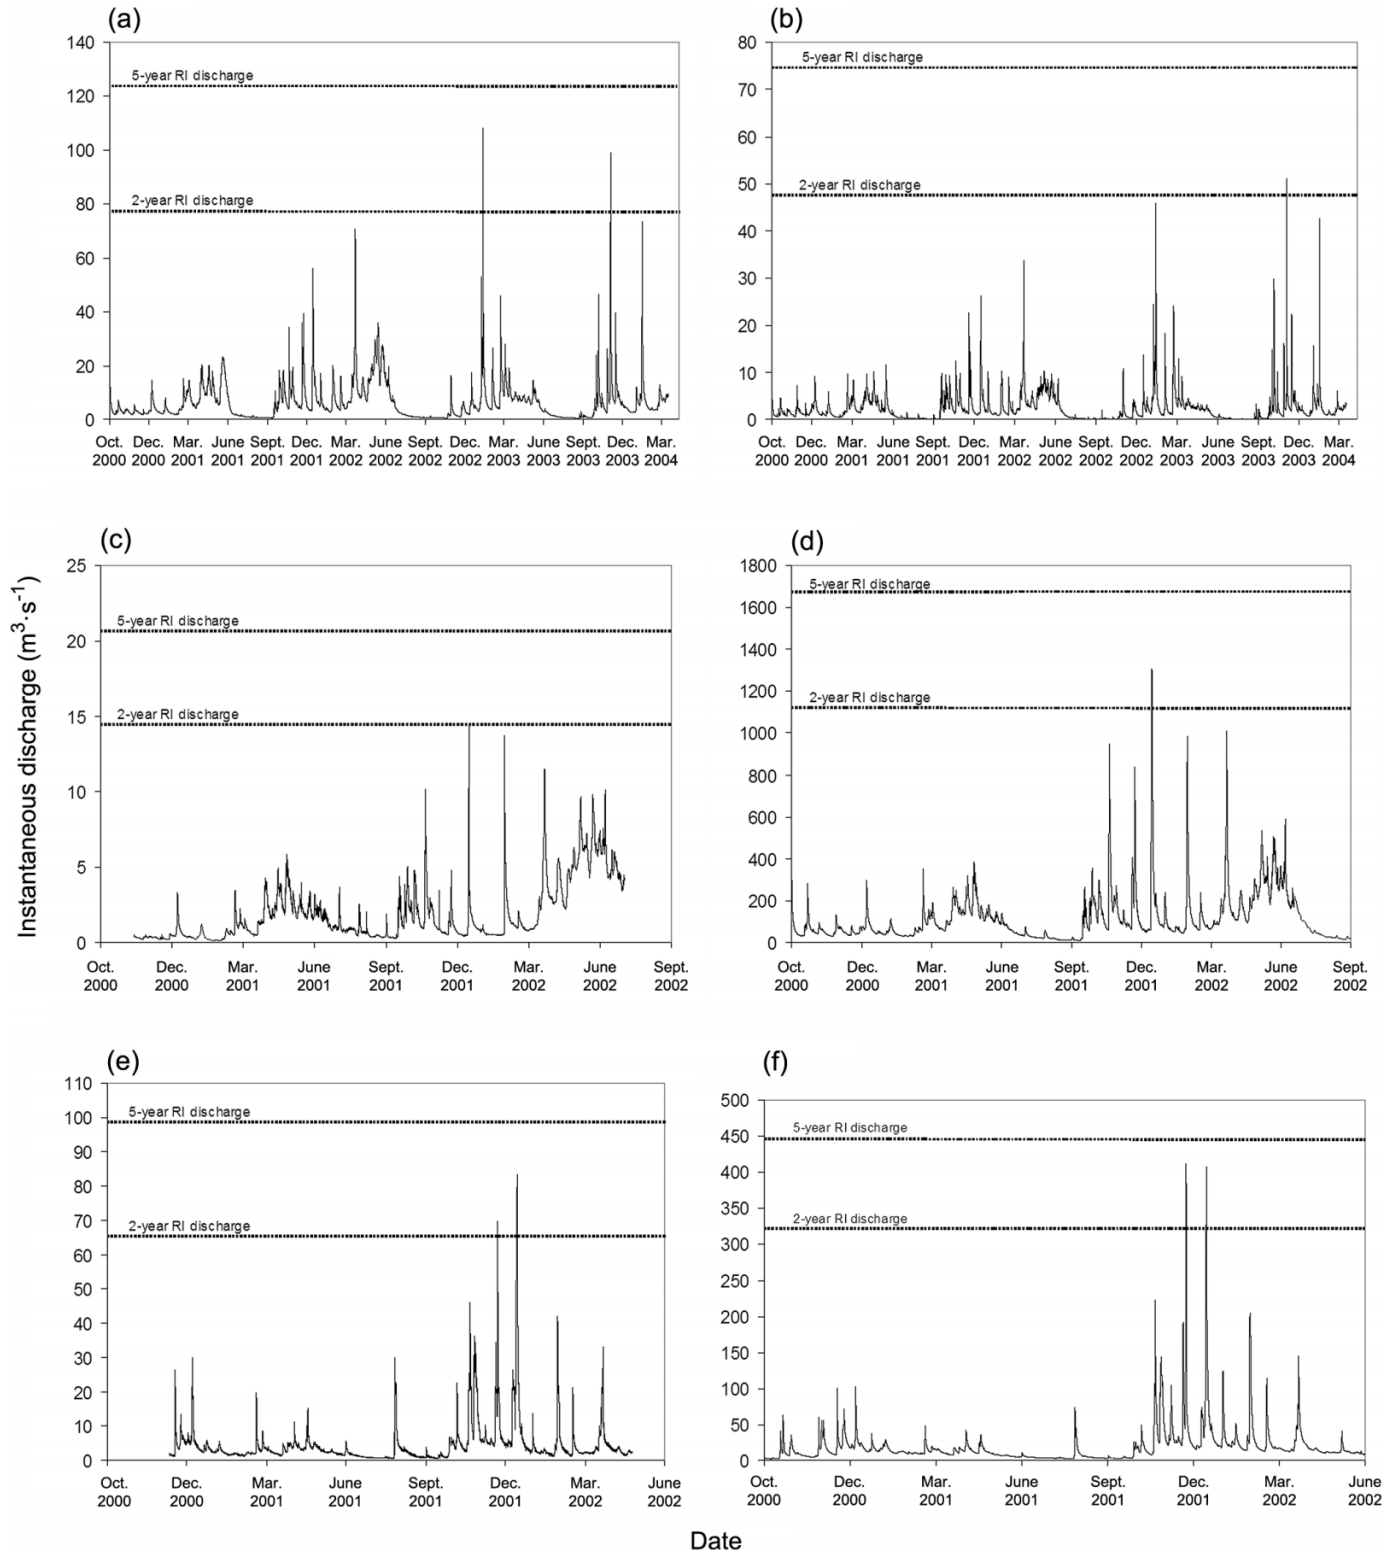 (a)
140
120
100
80
60
40
20
0
5-year RI discharge
2-year RI discharge
Oct. Dec. Mar. June Sept. Dec. Mar. June Sept. Dec. Mar. June Sept. Dec. Mar.
2000 2000 2001 2001 2001 2001 2002 2002 2002 2002 2003 2003 2003 2003 2004
(b)
80
70
60
50
40
30
20
10
0
5-year RI discharge
2-year RI discharge
Oct. Dec. Mar. June Sept. Dec. Mar. June Sept. Dec. Mar. June Sept. Dec. Mar.
2000 2000 2001 2001 2001 2001 2002 2002 2002 2002 2003 2003 2003 2003 2004
Instantaneous discharge (m³·s⁻¹)
(c)
25
20
15
10
5
0
5-year RI discharge
2-year RI discharge
Oct. Dec. Mar. June Sept. Dec. Mar. June Sept.
2000 2000 2001 2001 2001 2001 2002 2002 2002
(d)
1800
1600
1400
1200
1000
800
600
400
200
0
5-year RI discharge
2-year RI discharge
Oct. Dec. Mar. June Sept. Dec. Mar. June Sept.
2000 2000 2001 2001 2001 2001 2002 2002 2002
(e)
110
100
90
80
70
60
50
40
30
20
10
0
5-year RI discharge
2-year RI discharge
Oct. Dec. Mar. June Sept. Dec. Mar. June
2000 2000 2001 2001 2001 2001 2002 2002
(f)
500
450
400
350
300
250
200
150
100
50
0
5-year RI discharge
2-year RI discharge
Oct. Dec. Mar. June Sept. Dec. Mar. June
2000 2000 2001 2001 2001 2001 2002 2002
Date